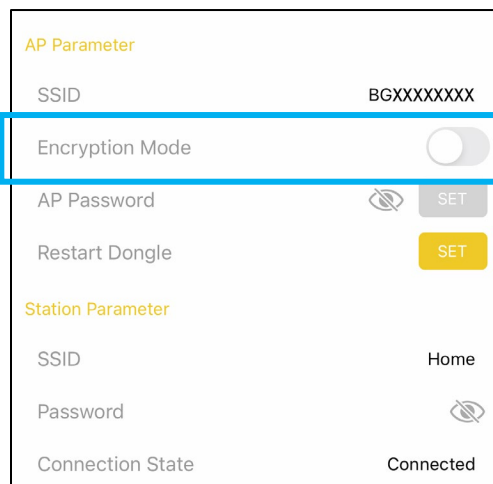 AP Parameter
SSID BGXXXXXXXX
Encryption Mode
AP Password SET
Restart Dongle SET
Station Parameter
SSID Home
Password
Connection State Connected